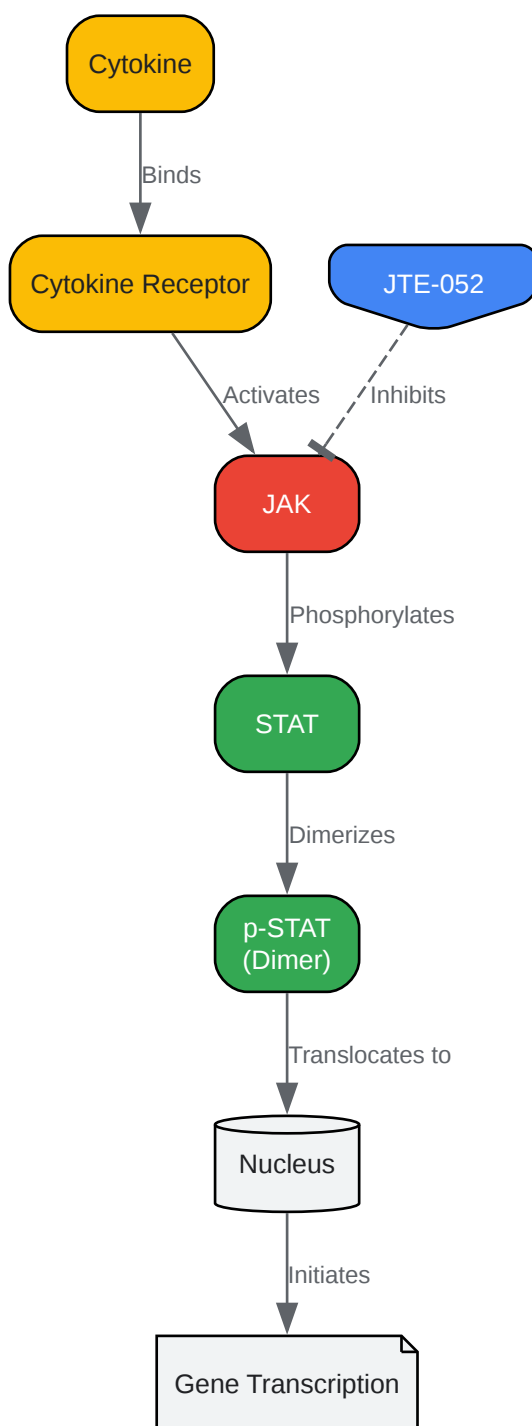 Cytokine
Binds
Cytokine Receptor
JTE-052
Activates
Inhibits
JAK
Phosphorylates
STAT
Dimerizes
p-STAT
(Dimer)
Translocates to
Nucleus
Initiates
Gene Transcription